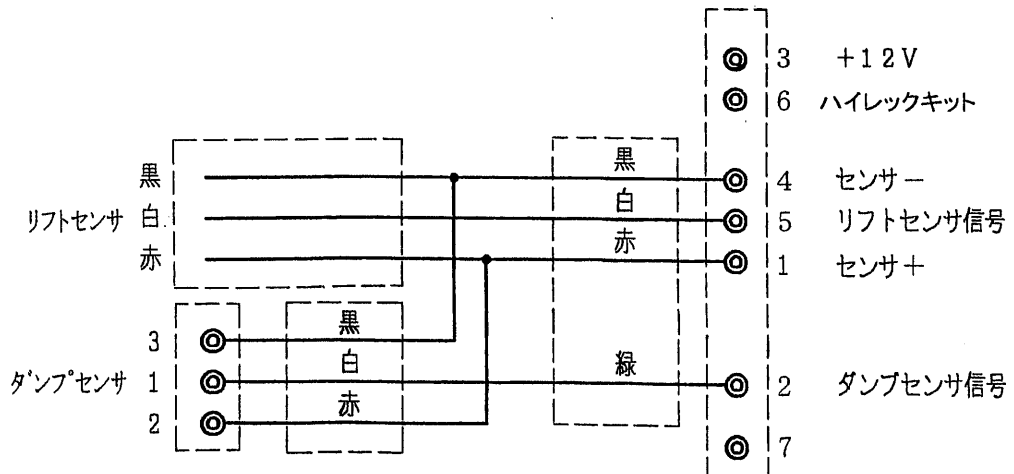 3 +12V
6 ハイレックキット
黒 黒 4 センサー
白 5 リフトセンサ信号
リフトセンサ 白
赤 1 センサ+
赤
3 黒
白
ダンプセンサ 1 緑 2 ダンプセンサ信号
赤
2
7